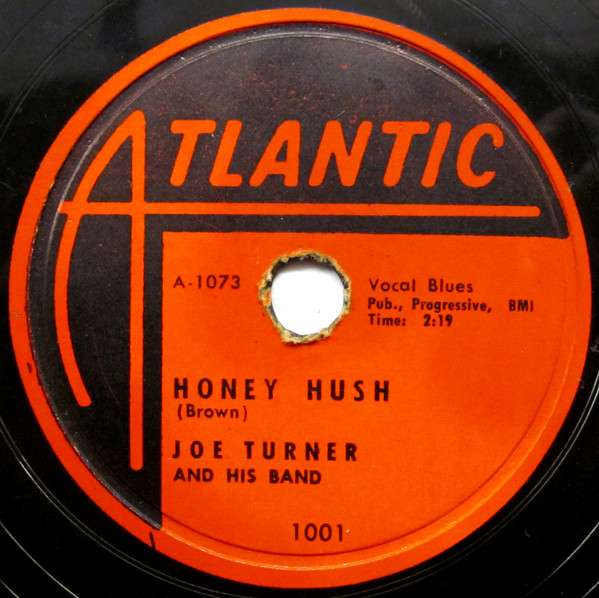 ATLANTIC
A-1073
Vocal Blues
Pub., Progressive, BMI
Time: 2:19
HONEY HUSH
(Brown)
JOE TURNER
AND HIS BAND
1001